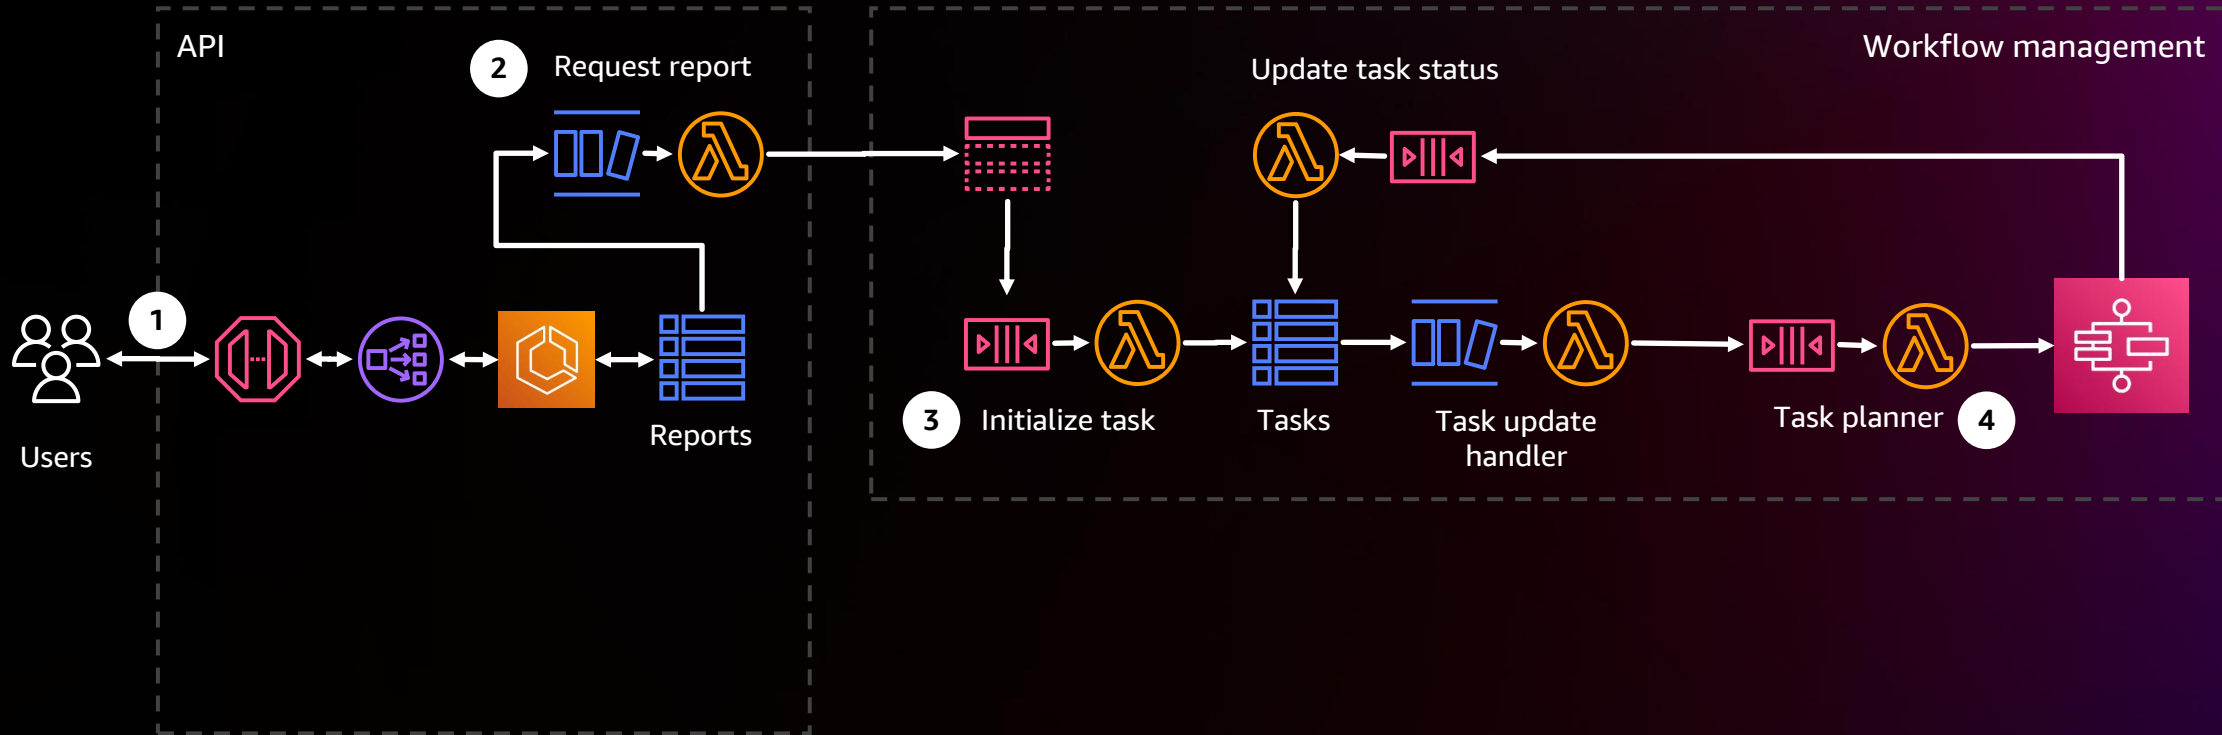 API
2
Request report
Workflow management
Update task status
1
Users
Reports
3
Initialize task
Tasks
Task update
handler
Task planner
4